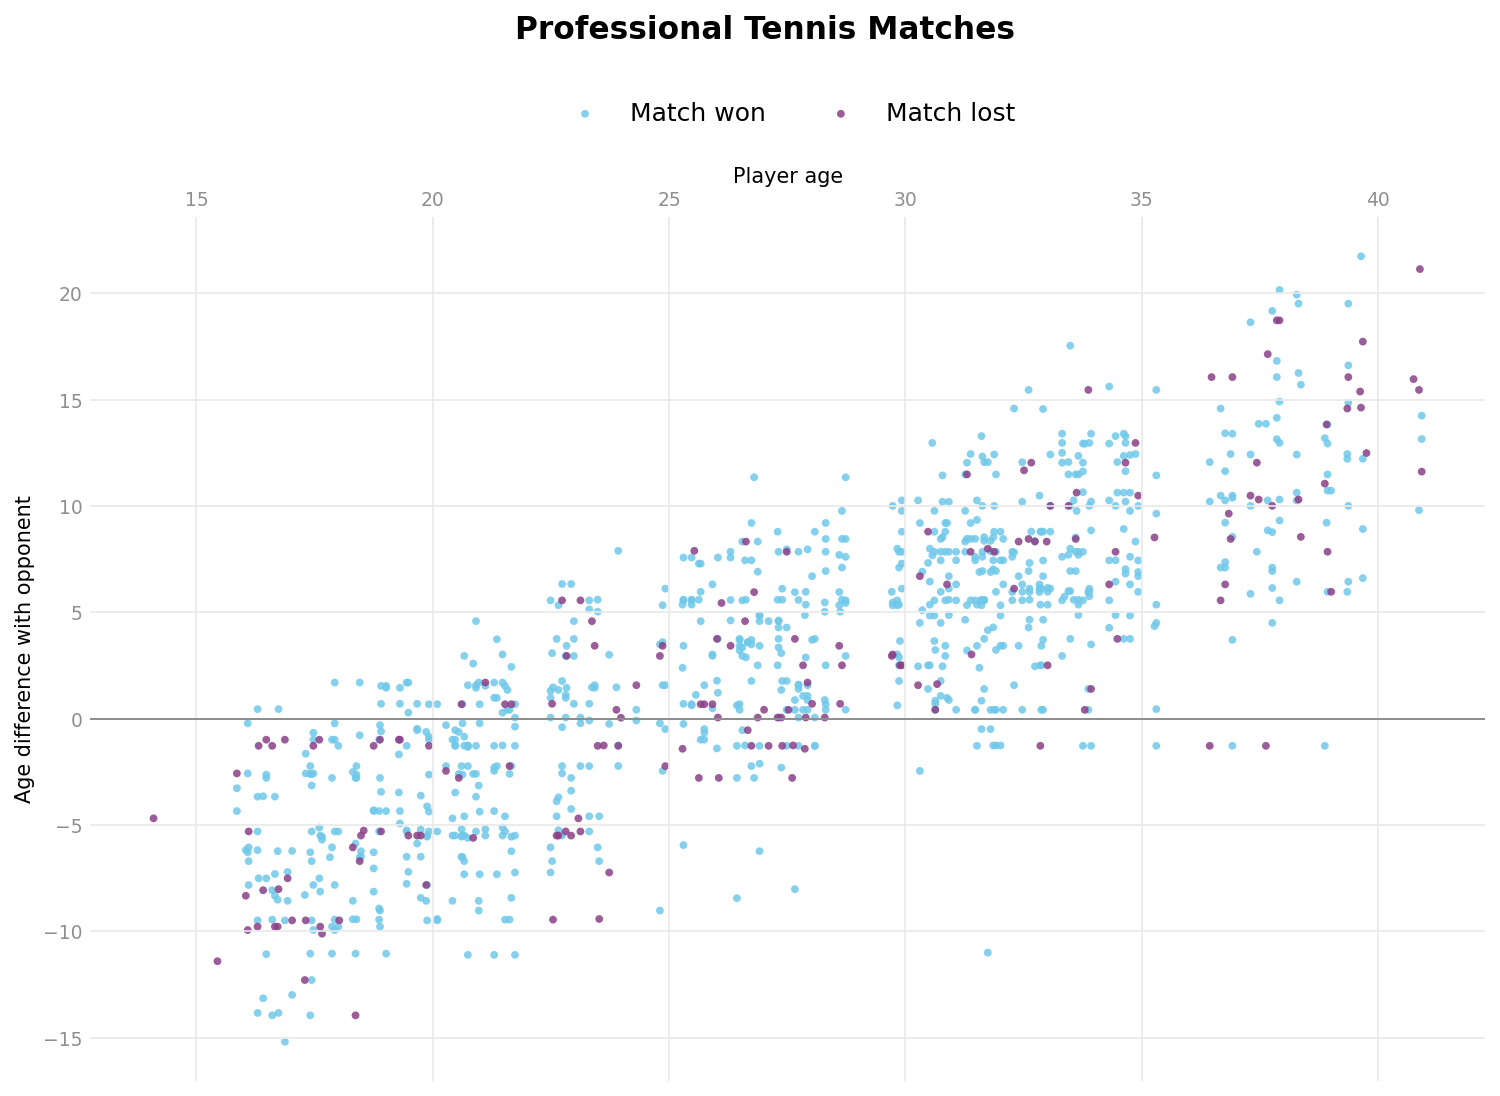 Professional Tennis Matches
Match won Match lost
Player age
15 20 25 30 35 40
Age difference with opponent
20
15
10
5
0
−5
−10
−15